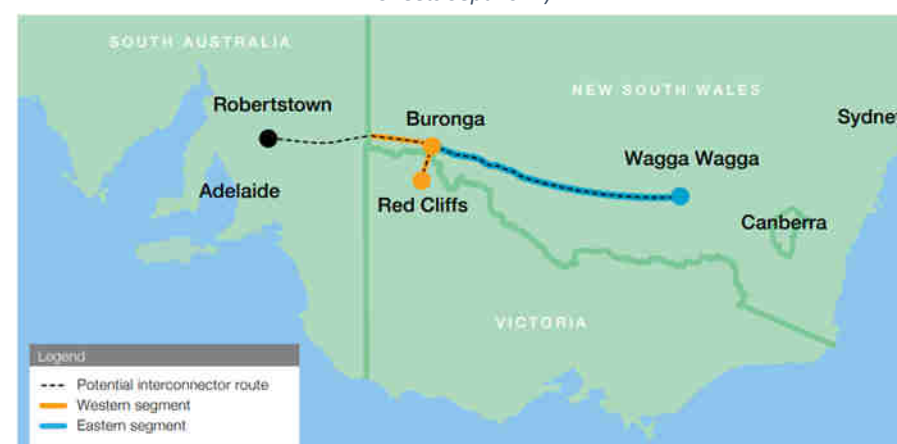 SOUTH AUSTRALIA
NEW SOUTH WALES
Robertstown
Buronga
Sydney
Wagga Wagga
Adelaide
Red Cliffs
Canberra
VICTORIA
Legend
Potential interconnector route
Western segment
Eastern segment